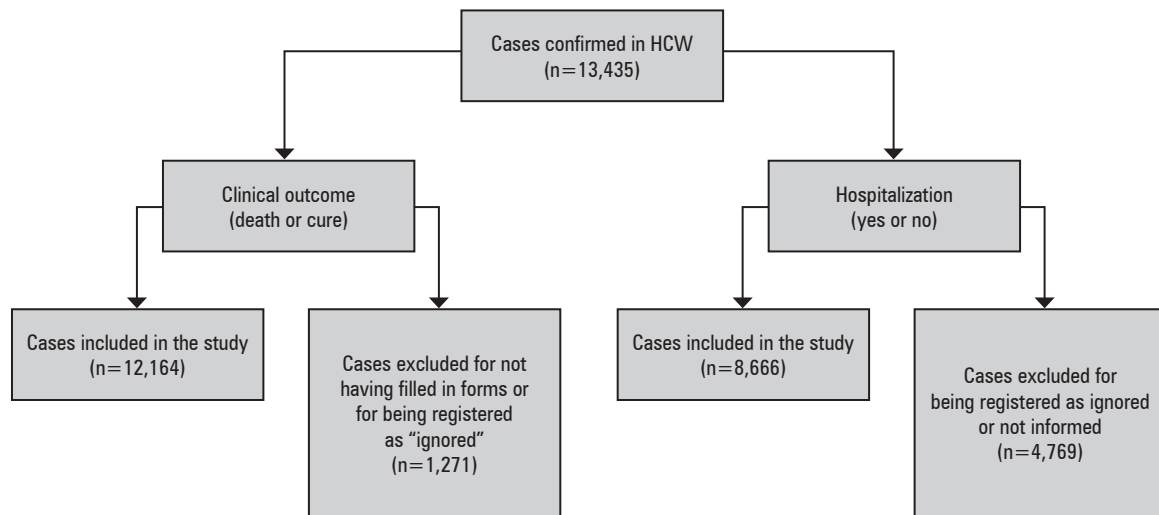 Cases confirmed in HCW
(n=13,435)
Clinical outcome
(death or cure)
Hospitalization
(yes or no)
Cases included in the study
(n=12,164)
Cases excluded for not
having filled in forms or
for being registered
as “ignored”
(n=1,271)
Cases included in the study
(n=8,666)
Cases excluded for
being registered as ignored
or not informed
(n=4,769)